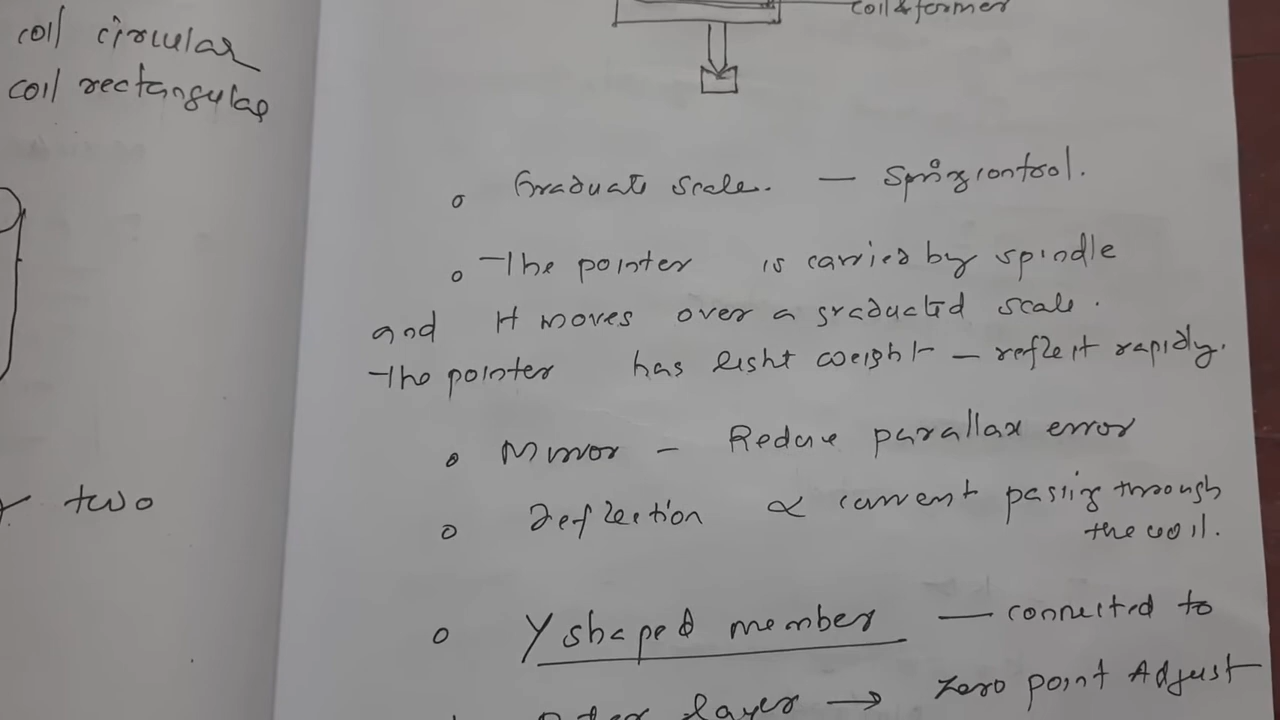 coil circular
coil rectangular
two
coil & former
Graduate scale. — Spring control.
The pointer is carried by spindle
and it moves over a graduated scale.
The pointer has light weight — reflect rapidly.
Mirror — Reduce parallax error
Deflection ∝ current passing through
the coil.
Y shaped member — connected to
layer → Zero point Adjust